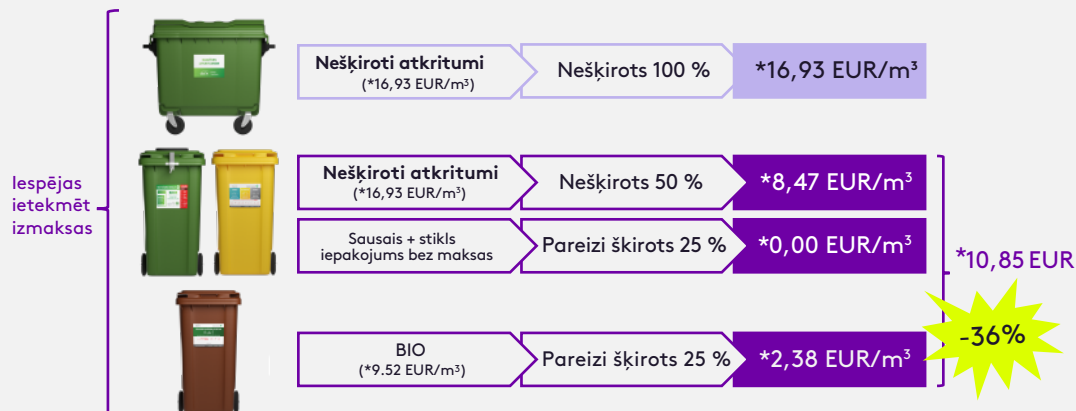 Iespējas
ietekmēt
izmaksas
Nešķiroti atkritumi
(*16,93 EUR/m³)
Nešķirots 100 %
*16,93 EUR/m³
Nešķiroti atkritumi
(*16,93 EUR/m³)
Nešķirots 50 %
*8,47 EUR/m³
Sausais + stikls
iepakojums bez maksas
Pareizi škirots 25 %
*0,00 EUR/m³
BIO
(*9.52 EUR/m³)
Pareizi šķirots 25 %
*2,38 EUR/m³
*10,85 EUR
-36%